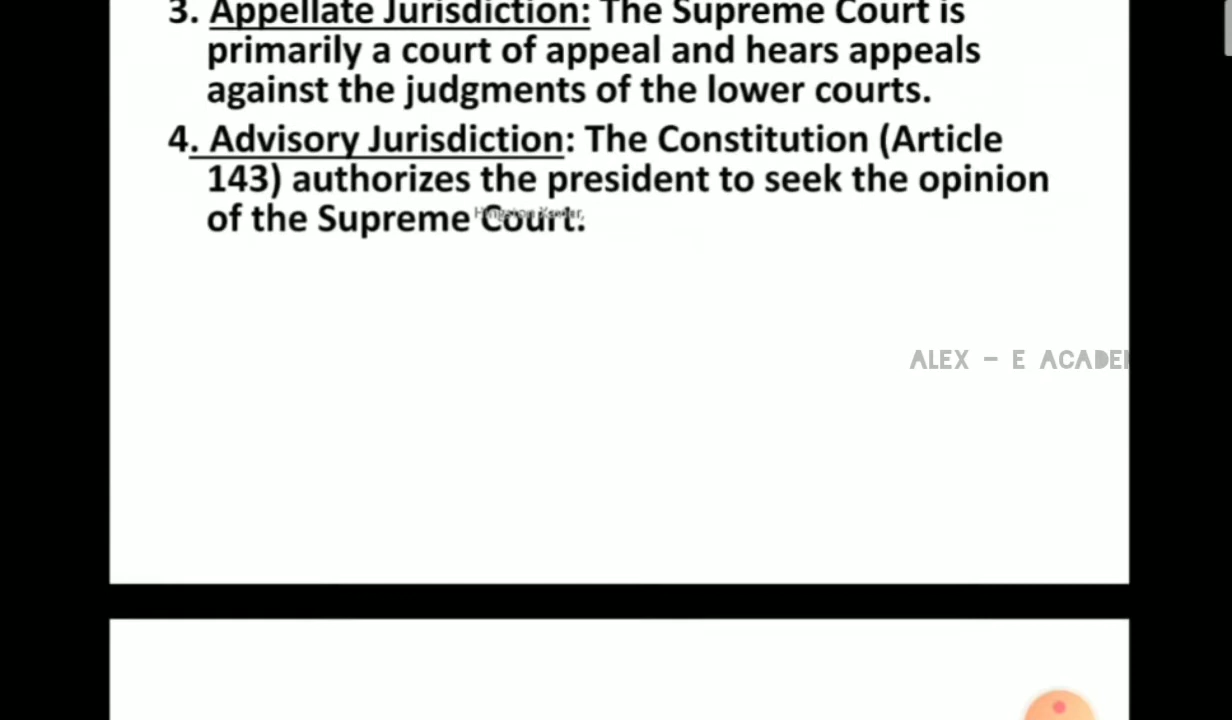 3. Appellate Jurisdiction: The Supreme Court is
primarily a court of appeal and hears appeals
against the judgments of the lower courts.
4. Advisory Jurisdiction: The Constitution (Article
143) authorizes the president to seek the opinion
of the Supreme Court.
ALEX - E ACADE